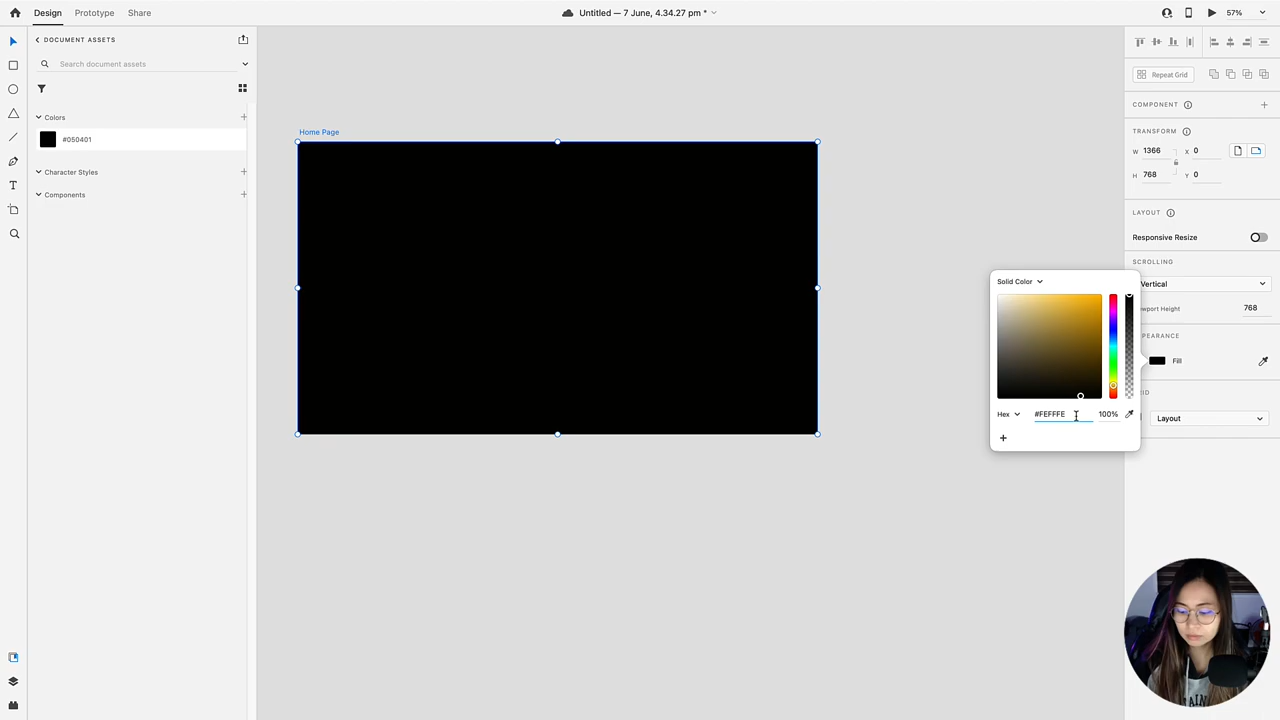 Design Prototype Share
Untitled — 7 June, 4.34.27 pm *
57%
DOCUMENT ASSETS
Search document assets
Colors
#050401
Character Styles
Components
Home Page
Repeat Grid
COMPONENT
TRANSFORM
W 1366 X 0
H 768 Y 0
LAYOUT
Responsive Resize
SCROLLING
Vertical
Viewport Height 768
APPEARANCE
Fill
Layout
Solid Color
Hex #FEFFFE 100%